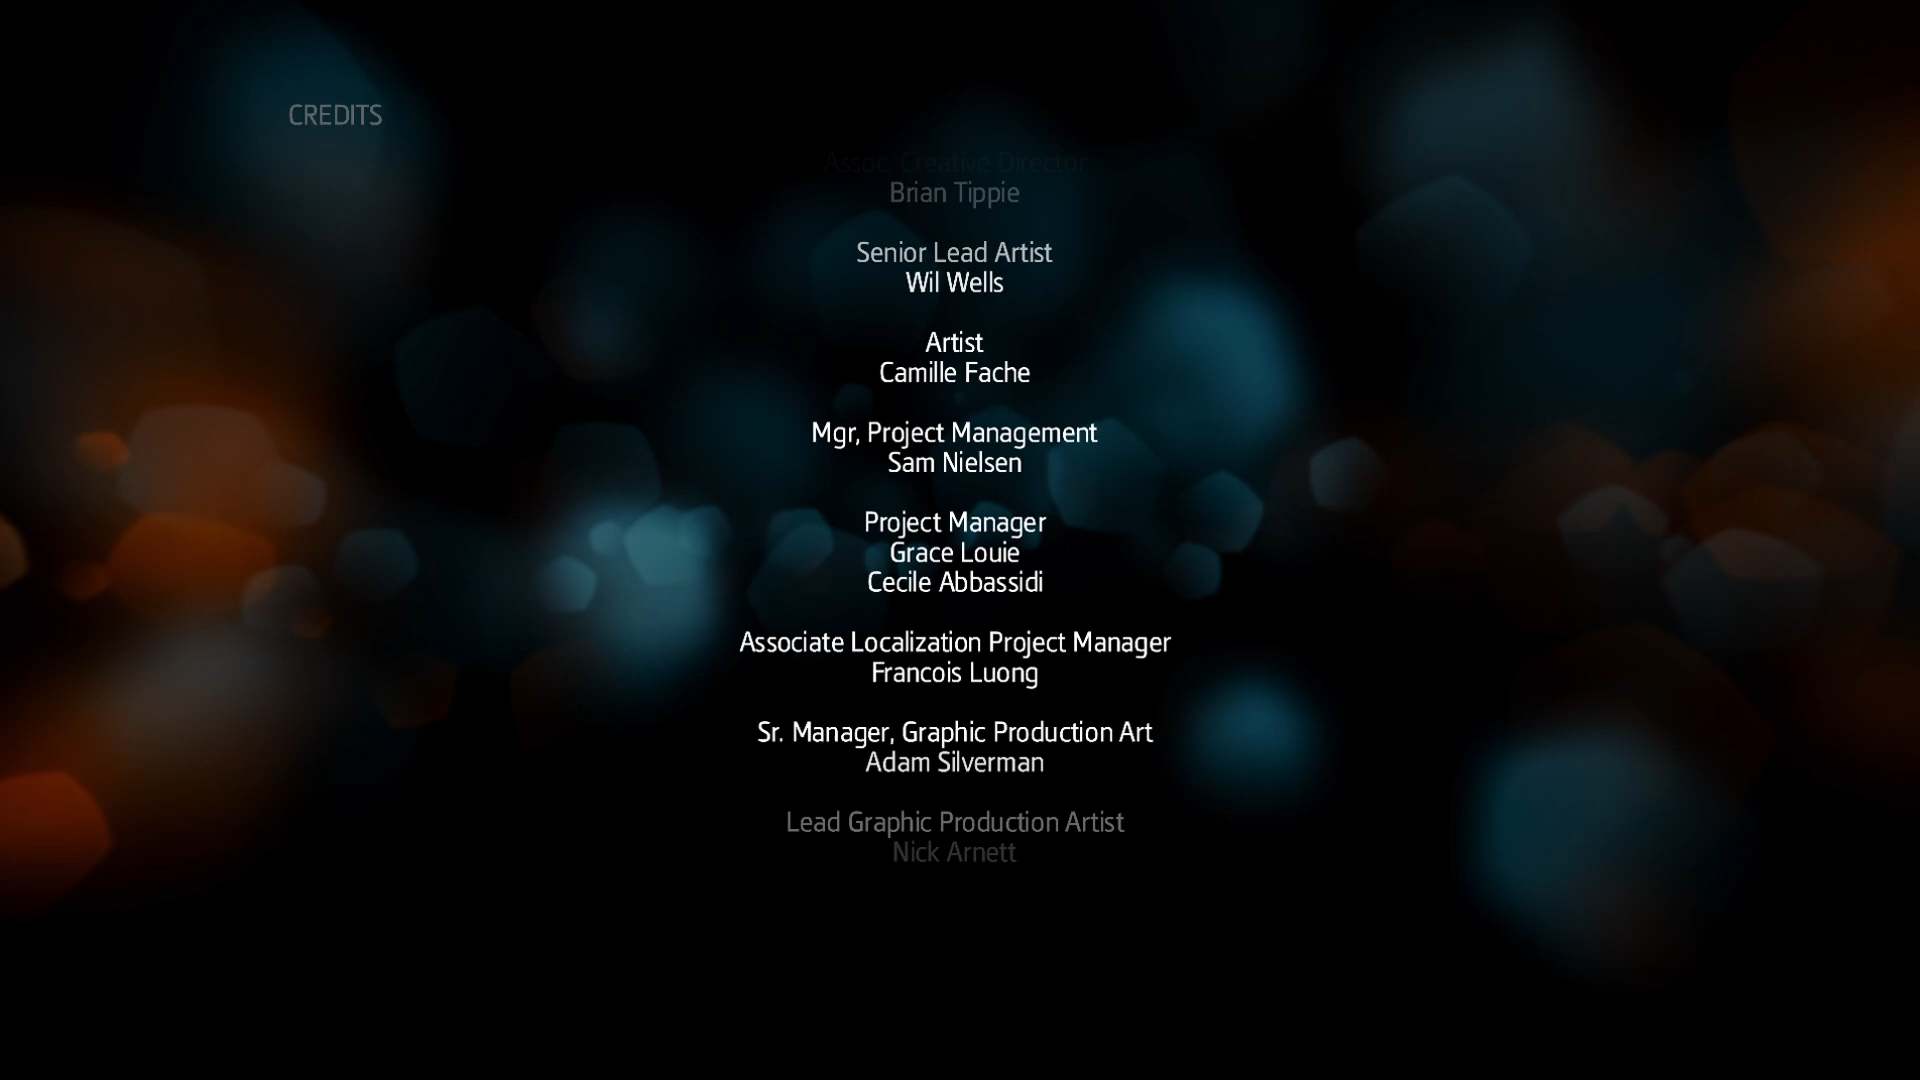 CREDITS
Assoc. Creative Director
Brian Tippie
Senior Lead Artist
Wil Wells
Artist
Camille Fache
Mgr, Project Management
Sam Nielsen
Project Manager
Grace Louie
Cecile Abbassidi
Associate Localization Project Manager
Francois Luong
Sr. Manager, Graphic Production Art
Adam Silverman
Lead Graphic Production Artist
Nick Arnett